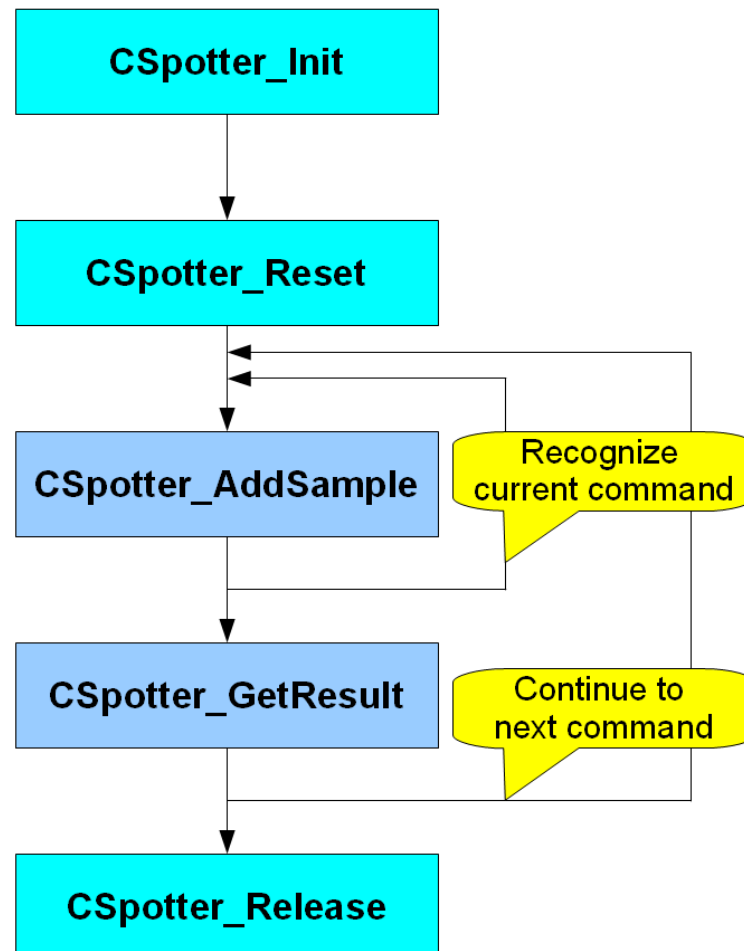 CSpotter_Init
CSpotter_Reset
CSpotter_AddSample
Recognize
current command
CSpotter_GetResult
Continue to
next command
CSpotter_Release